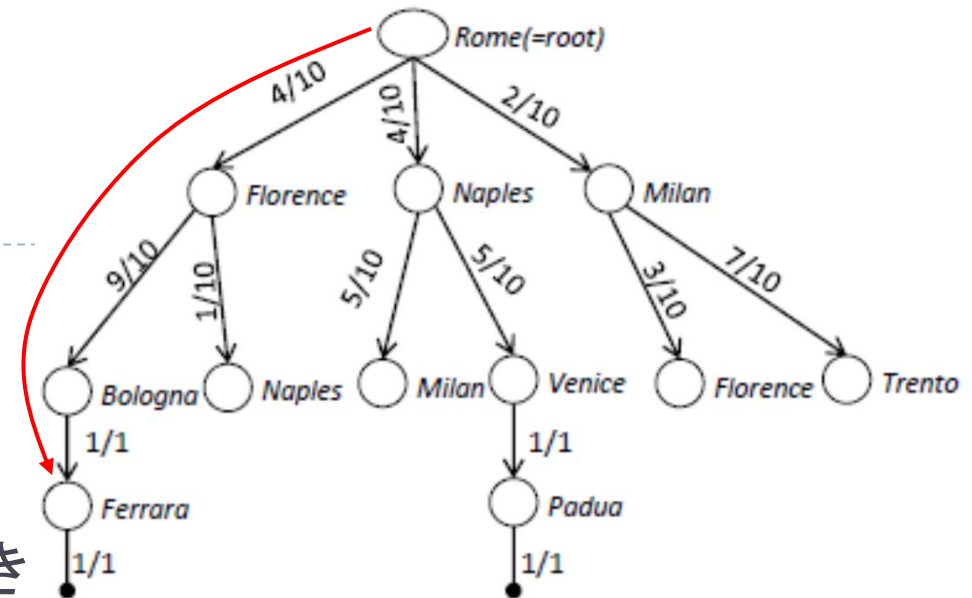 Rome(=root)
4/10
4/10
2/10
Florence
Naples
Milan
9/10
1/10
5/10
5/10
3/10
7/10
Bologna
Naples
Milan
Venice
Florence
Trento
1/1
1/1
Ferrara
Padua
1/1
1/1
き